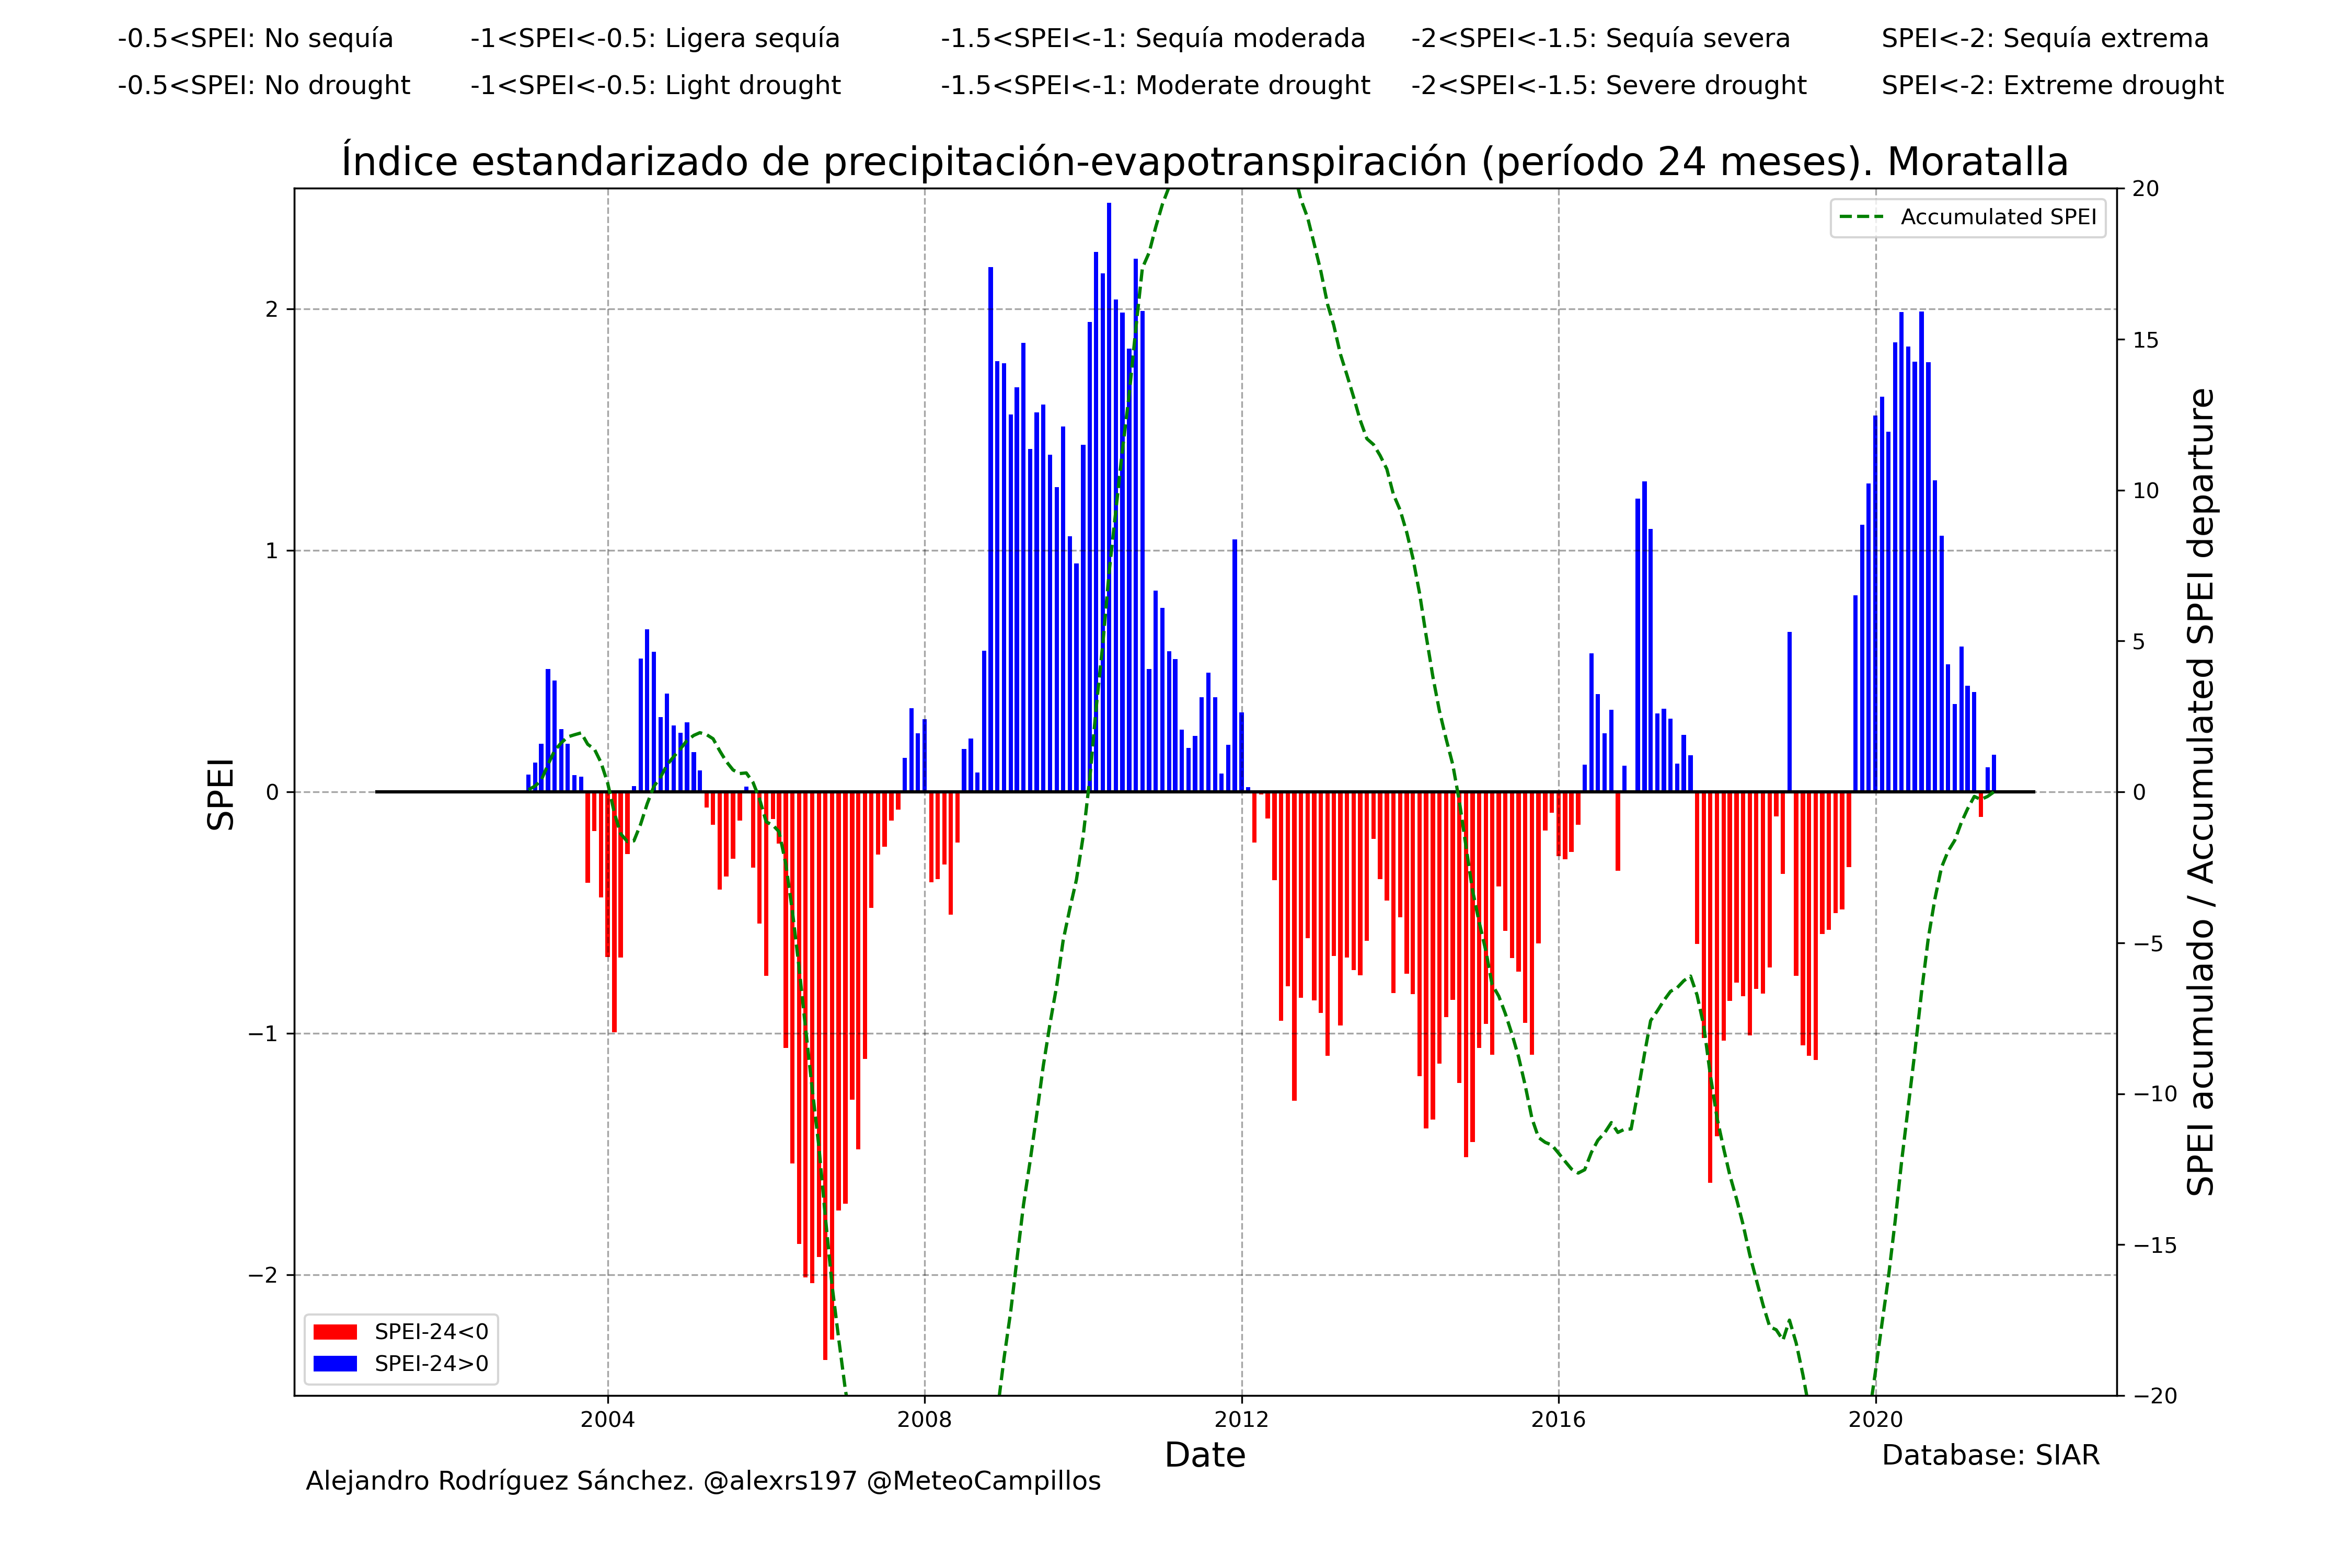 -0.5<SPEI: No sequía -1<SPEI<-0.5: Ligera sequía -1.5<SPEI<-1: Sequía moderada -2<SPEI<-1.5: Sequía severa SPEI<-2: Sequía extrema
-0.5<SPEI: No drought -1<SPEI<-0.5: Light drought -1.5<SPEI<-1: Moderate drought -2<SPEI<-1.5: Severe drought SPEI<-2: Extreme drought
Índice estandarizado de precipitación-evapotranspiración (período 24 meses). Moratalla
Accumulated SPEI
2
1
0
−1
−2
SPEI
20
15
10
5
0
−5
−10
−15
−20
SPEI acumulado / Accumulated SPEI departure
SPEI-24<0
SPEI-24>0
2004 2008 2012 2016 2020
Date
Database: SIAR
Alejandro Rodríguez Sánchez. @alexrs197 @MeteoCampillos